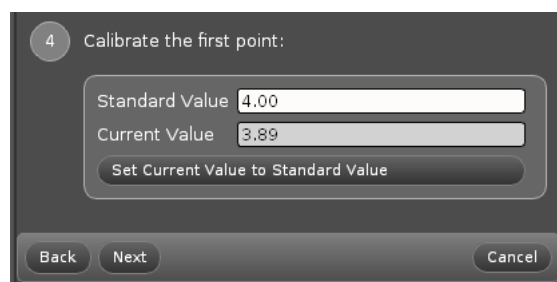 4 Calibrate the first point:
Standard Value 4.00
Current Value 3.89
Set Current Value to Standard Value
Back Next Cancel